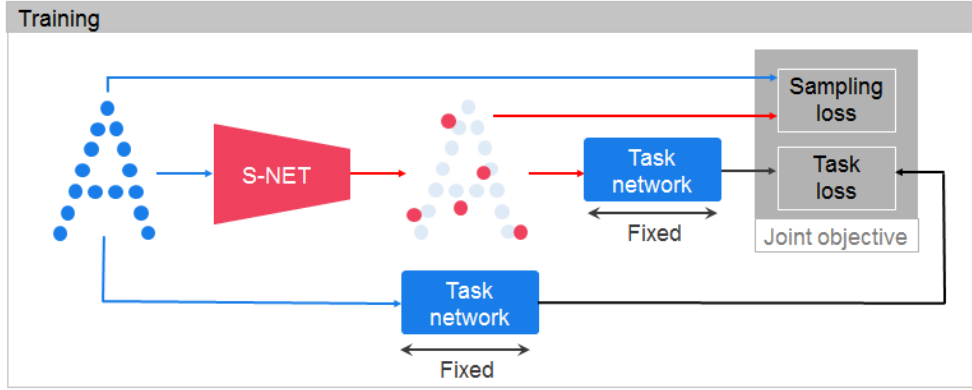 Training
Sampling
loss
S-NET
Task
network
Task
loss
Fixed
Joint objective
Task
network
Fixed